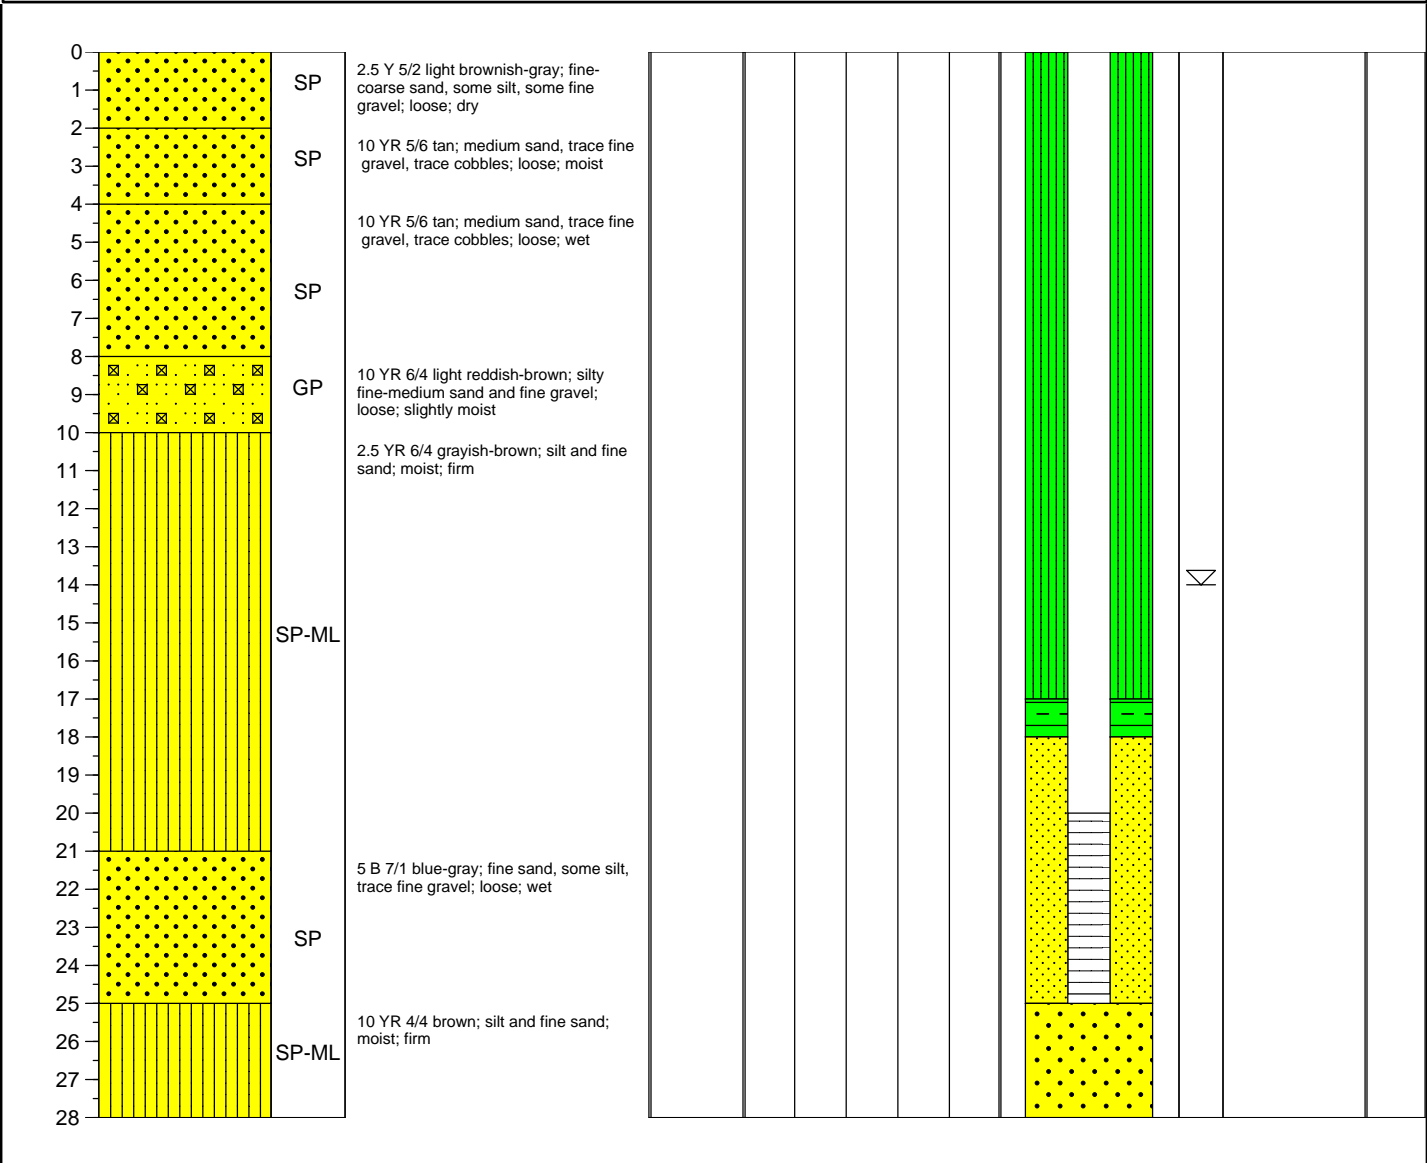 0
SP
2.5 Y 5/2 light brownish-gray; fine-
coarse sand, some silt, some fine
gravel; loose; dry
1
2
SP
10 YR 5/6 tan; medium sand, trace fine
gravel, trace cobbles; loose; moist
3
4
10 YR 5/6 tan; medium sand, trace fine
gravel, trace cobbles; loose; wet
5
6
SP
7
8
GP
10 YR 6/4 light reddish-brown; silty
fine-medium sand and fine gravel;
loose; slightly moist
9
10
2.5 YR 6/4 grayish-brown; silt and fine
sand; moist; firm
11
12
13
14
15
SP-ML
16
17
18
19
20
21
5 B 7/1 blue-gray; fine sand, some silt,
trace fine gravel; loose; wet
22
23
SP
24
25
10 YR 4/4 brown; silt and fine sand;
moist; firm
26
SP-ML
27
28